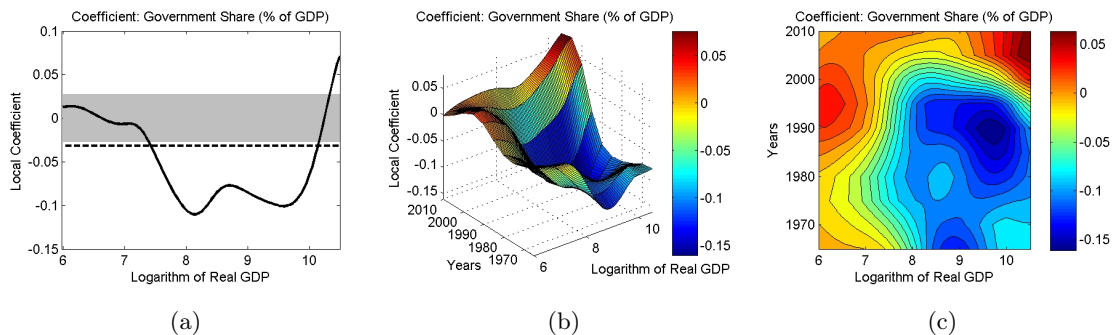 Coefficient: Government Share (% of GDP)
0.1
0.05
0
-0.05
-0.1
-0.15
Local Coefficient
6 7 8 9 10
Logarithm of Real GDP
(a)
Coefficient: Government Share (% of GDP)
0.05
0
-0.05
-0.1
-0.15
Local Coefficient
2010
2000
1990
1980
1970
Years
6 8 10
Logarithm of Real GDP
0.05
0
-0.05
-0.1
-0.15
(b)
Coefficient: Government Share (% of GDP)
2010
2000
1990
1980
1970
Years
6 7 8 9 10
Logarithm of Real GDP
0.05
0
-0.05
-0.1
-0.15
(c)